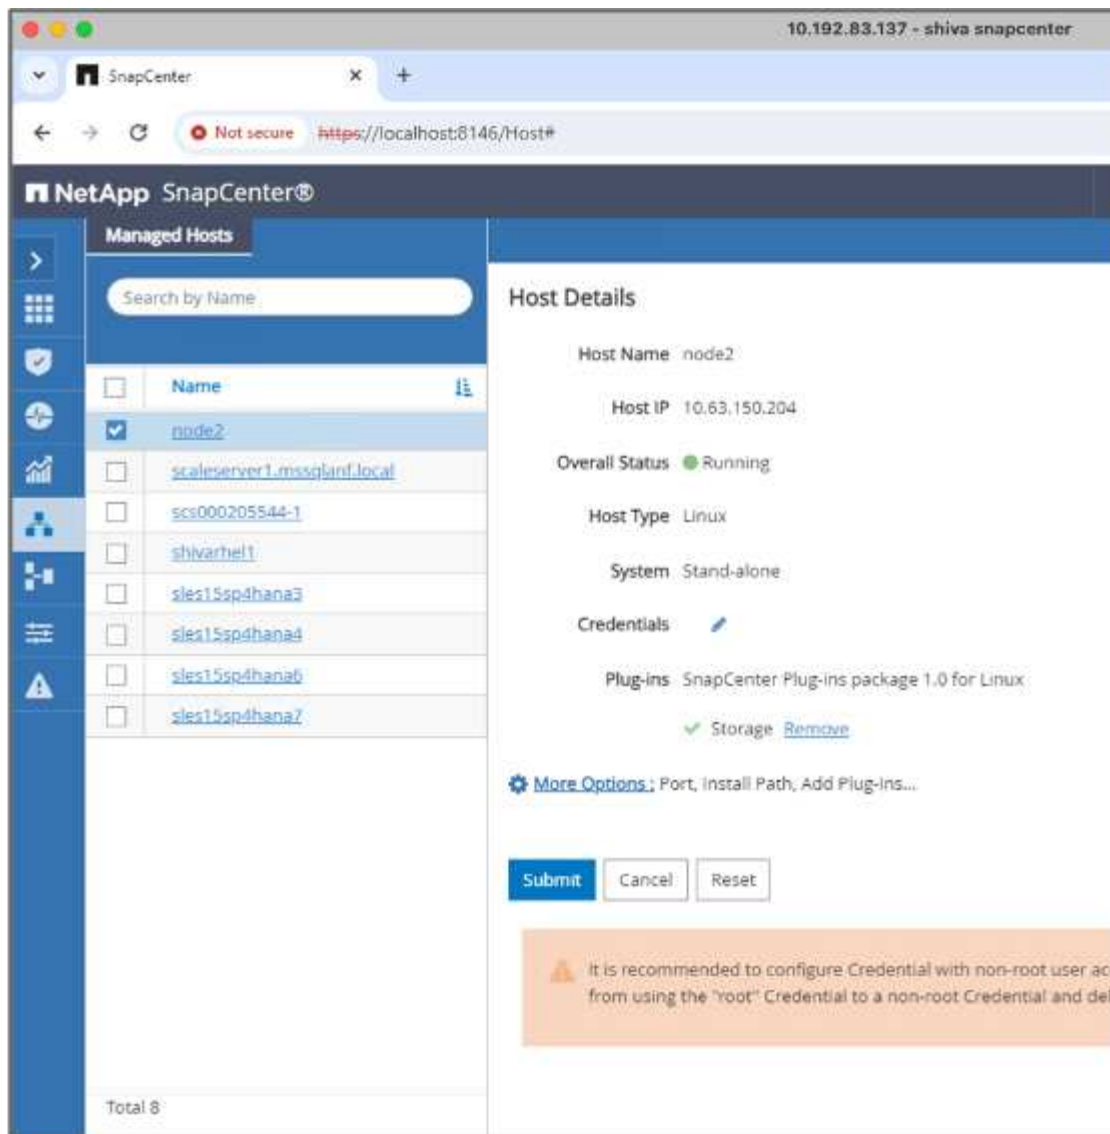 10.192.83.137 - shiva snapcenter
SnapCenter
Not secure https://localhost:8146/Host#
NetApp SnapCenter®
Managed Hosts
Search by Name
Name
node2
scaleserver1.mssqlanf.local
scs000205544-1
shivarhel1
sles15sp4hana3
sles15sp4hana4
sles15sp4hana6
sles15sp4hana7
Total 8
Host Details
Host Name node2
Host IP 10.63.150.204
Overall Status Running
Host Type Linux
System Stand-alone
Credentials
Plug-ins SnapCenter Plug-ins package 1.0 for Linux
Storage Remove
More Options : Port, Install Path, Add Plug-Ins...
Submit Cancel Reset
It is recommended to configure Credential with non-root user ac
from using the "root" Credential to a non-root Credential and del